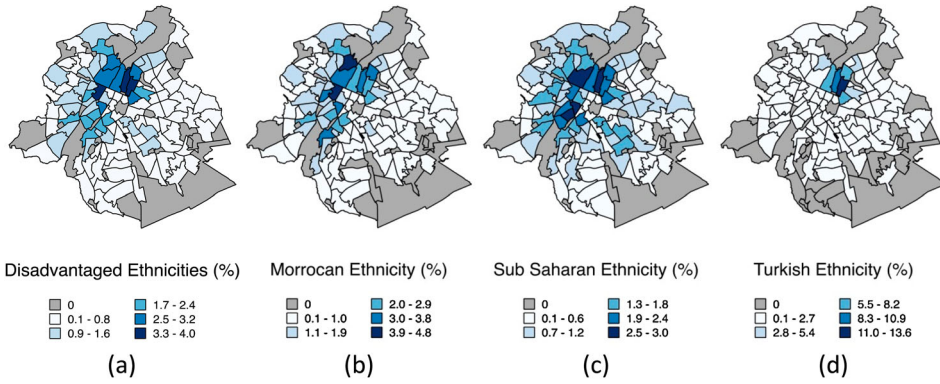 Disadvantaged Ethnicities (%)
0
0.1 - 0.8
0.9 - 1.6
1.7 - 2.4
2.5 - 3.2
3.3 - 4.0
(a)
Morrocan Ethnicity (%)
0
0.1 - 1.0
1.1 - 1.9
2.0 - 2.9
3.0 - 3.8
3.9 - 4.8
(b)
Sub Saharan Ethnicity (%)
0
0.1 - 0.6
0.7 - 1.2
1.3 - 1.8
1.9 - 2.4
2.5 - 3.0
(c)
Turkish Ethnicity (%)
0
0.1 - 2.7
2.8 - 5.4
5.5 - 8.2
8.3 - 10.9
11.0 - 13.6
(d)